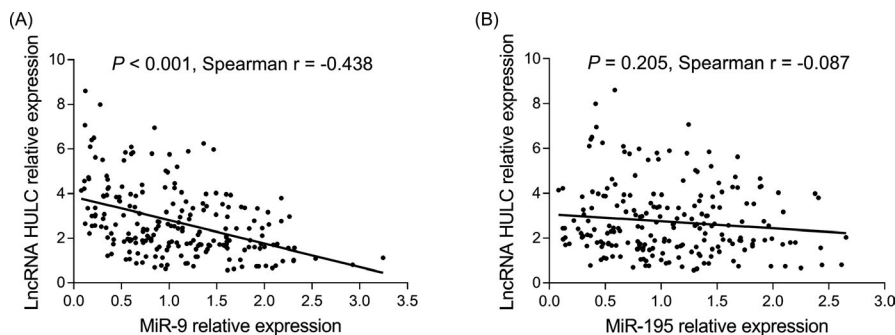 (A)
P < 0.001, Spearman r = -0.438
LncRNA HULC relative expression
10
8
6
4
2
0
0.0 0.5 1.0 1.5 2.0 2.5 3.0 3.5
MiR-9 relative expression
(B)
P = 0.205, Spearman r = -0.087
LncRNA HULC relative expression
10
8
6
4
2
0
0.0 0.5 1.0 1.5 2.0 2.5 3.0
MiR-195 relative expression